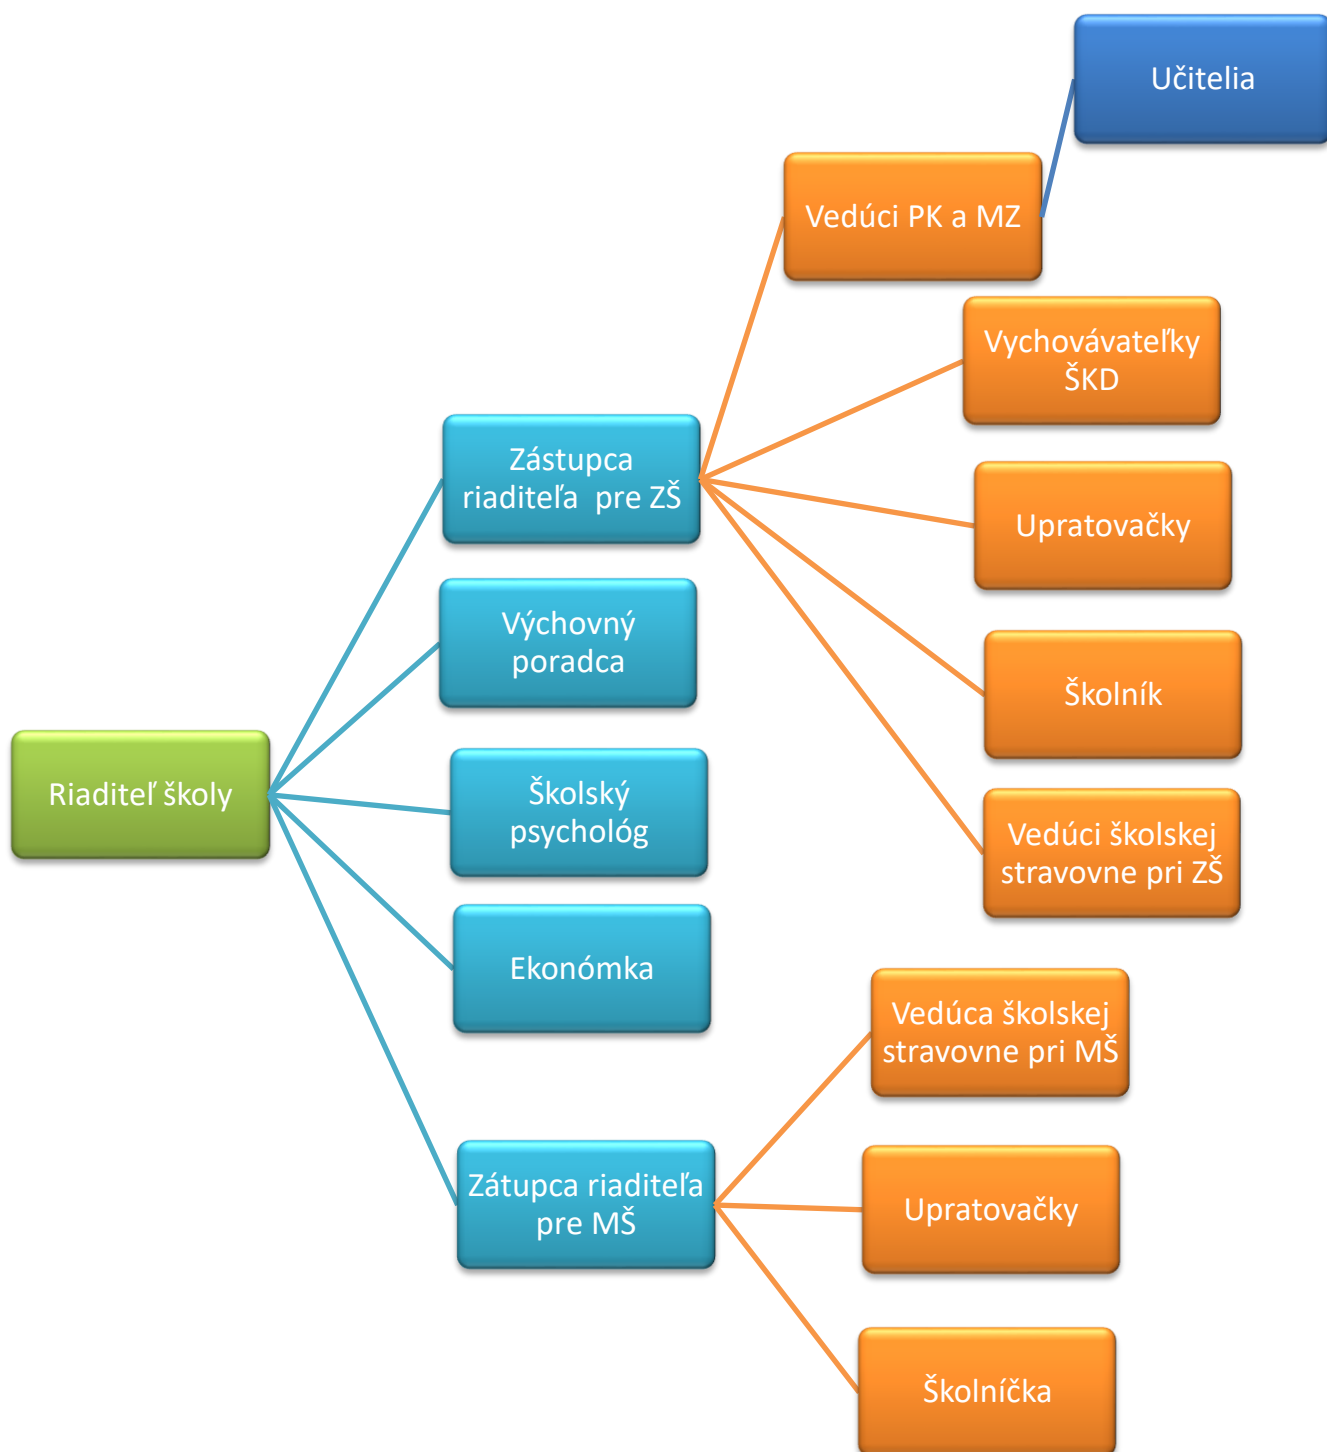 Učitelia
Vedúci PK a MZ
Vychovávateľky
ŠKD
Zástupca
riaditeľa  pre ZŠ
Upratovačky
Výchovný
poradca
Školník
Riaditeľ školy
Školský
psychológ
Vedúci školskej
stravovne pri ZŠ
Ekonómka
Vedúca školskej
stravovne pri MŠ
Zátupca riaditeľa
pre MŠ
Upratovačky
Školníčka